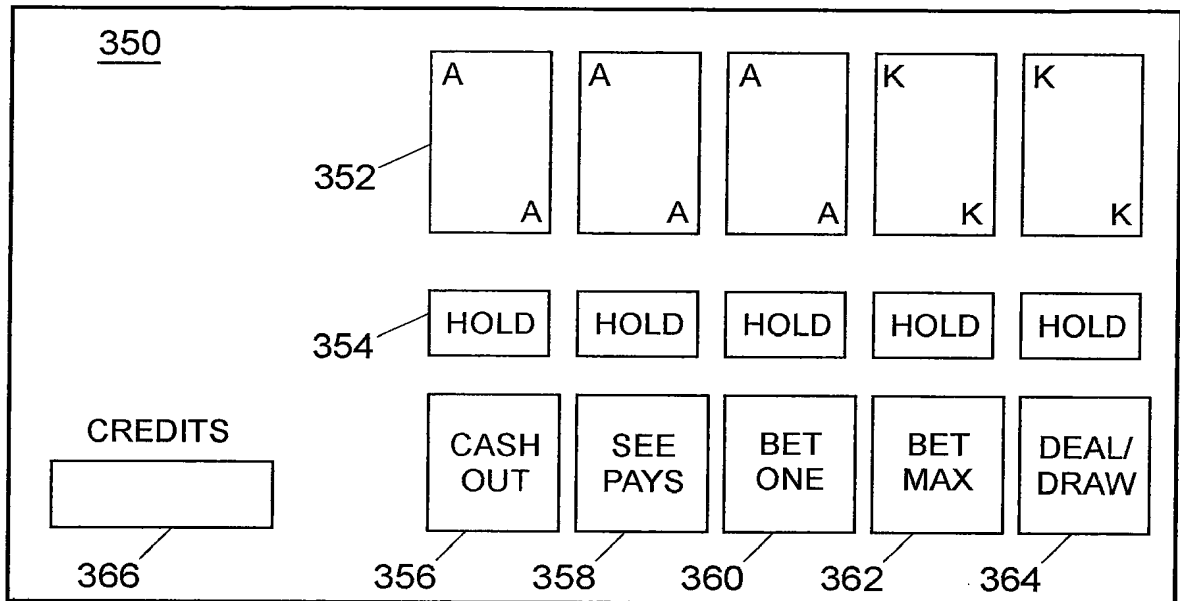 350
A A A K K
352
A A A K K
HOLD HOLD HOLD HOLD HOLD
354
CREDITS
CASH OUT
SEE PAYS
BET ONE
BET MAX
DEAL/ DRAW
366 356 358 360 362 364